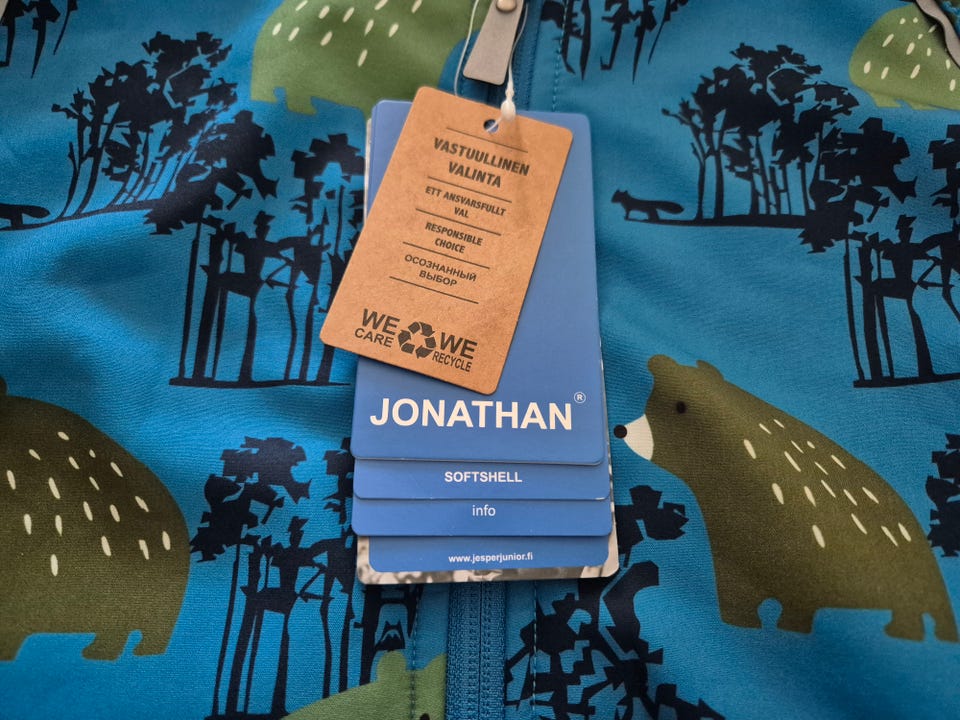 VASTUULLINEN
VALINTA
ETT ANSVARSFULLT
VAL
RESPONSIBLE
CHOICE
ОСОЗНАННЫЙ
ВЫБОР
WE WE
CARE RECYCLE
JONATHAN®
SOFTSHELL
info
www.jesperjunior.fi